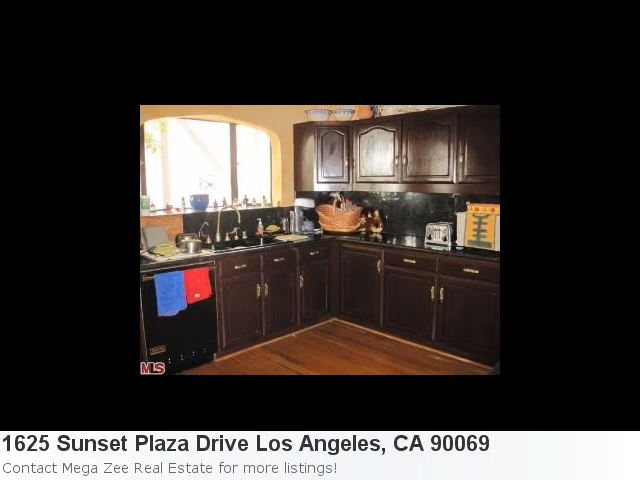 MLS
1625 Sunset Plaza Drive Los Angeles, CA 90069
Contact Mega Zee Real Estate for more listings!